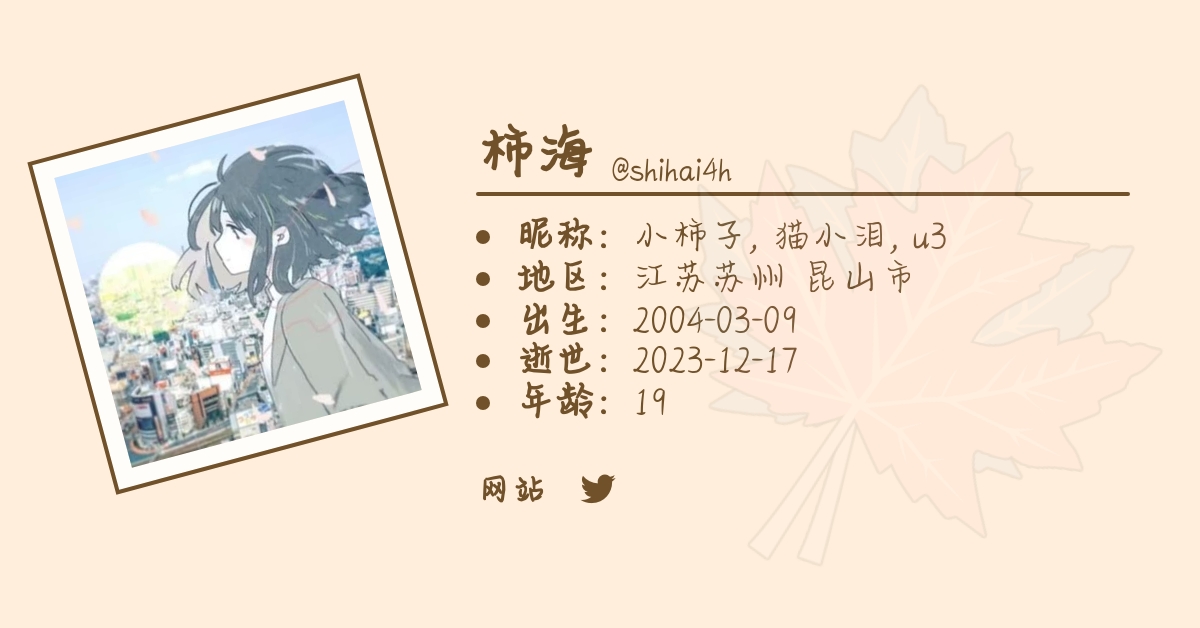 柿海 @shihai4h
昵称： 小柿子, 猫小泪, u3
地区： 江苏苏州 昆山市
出生： 2004-03-09
逝世： 2023-12-17
年龄： 19
网站